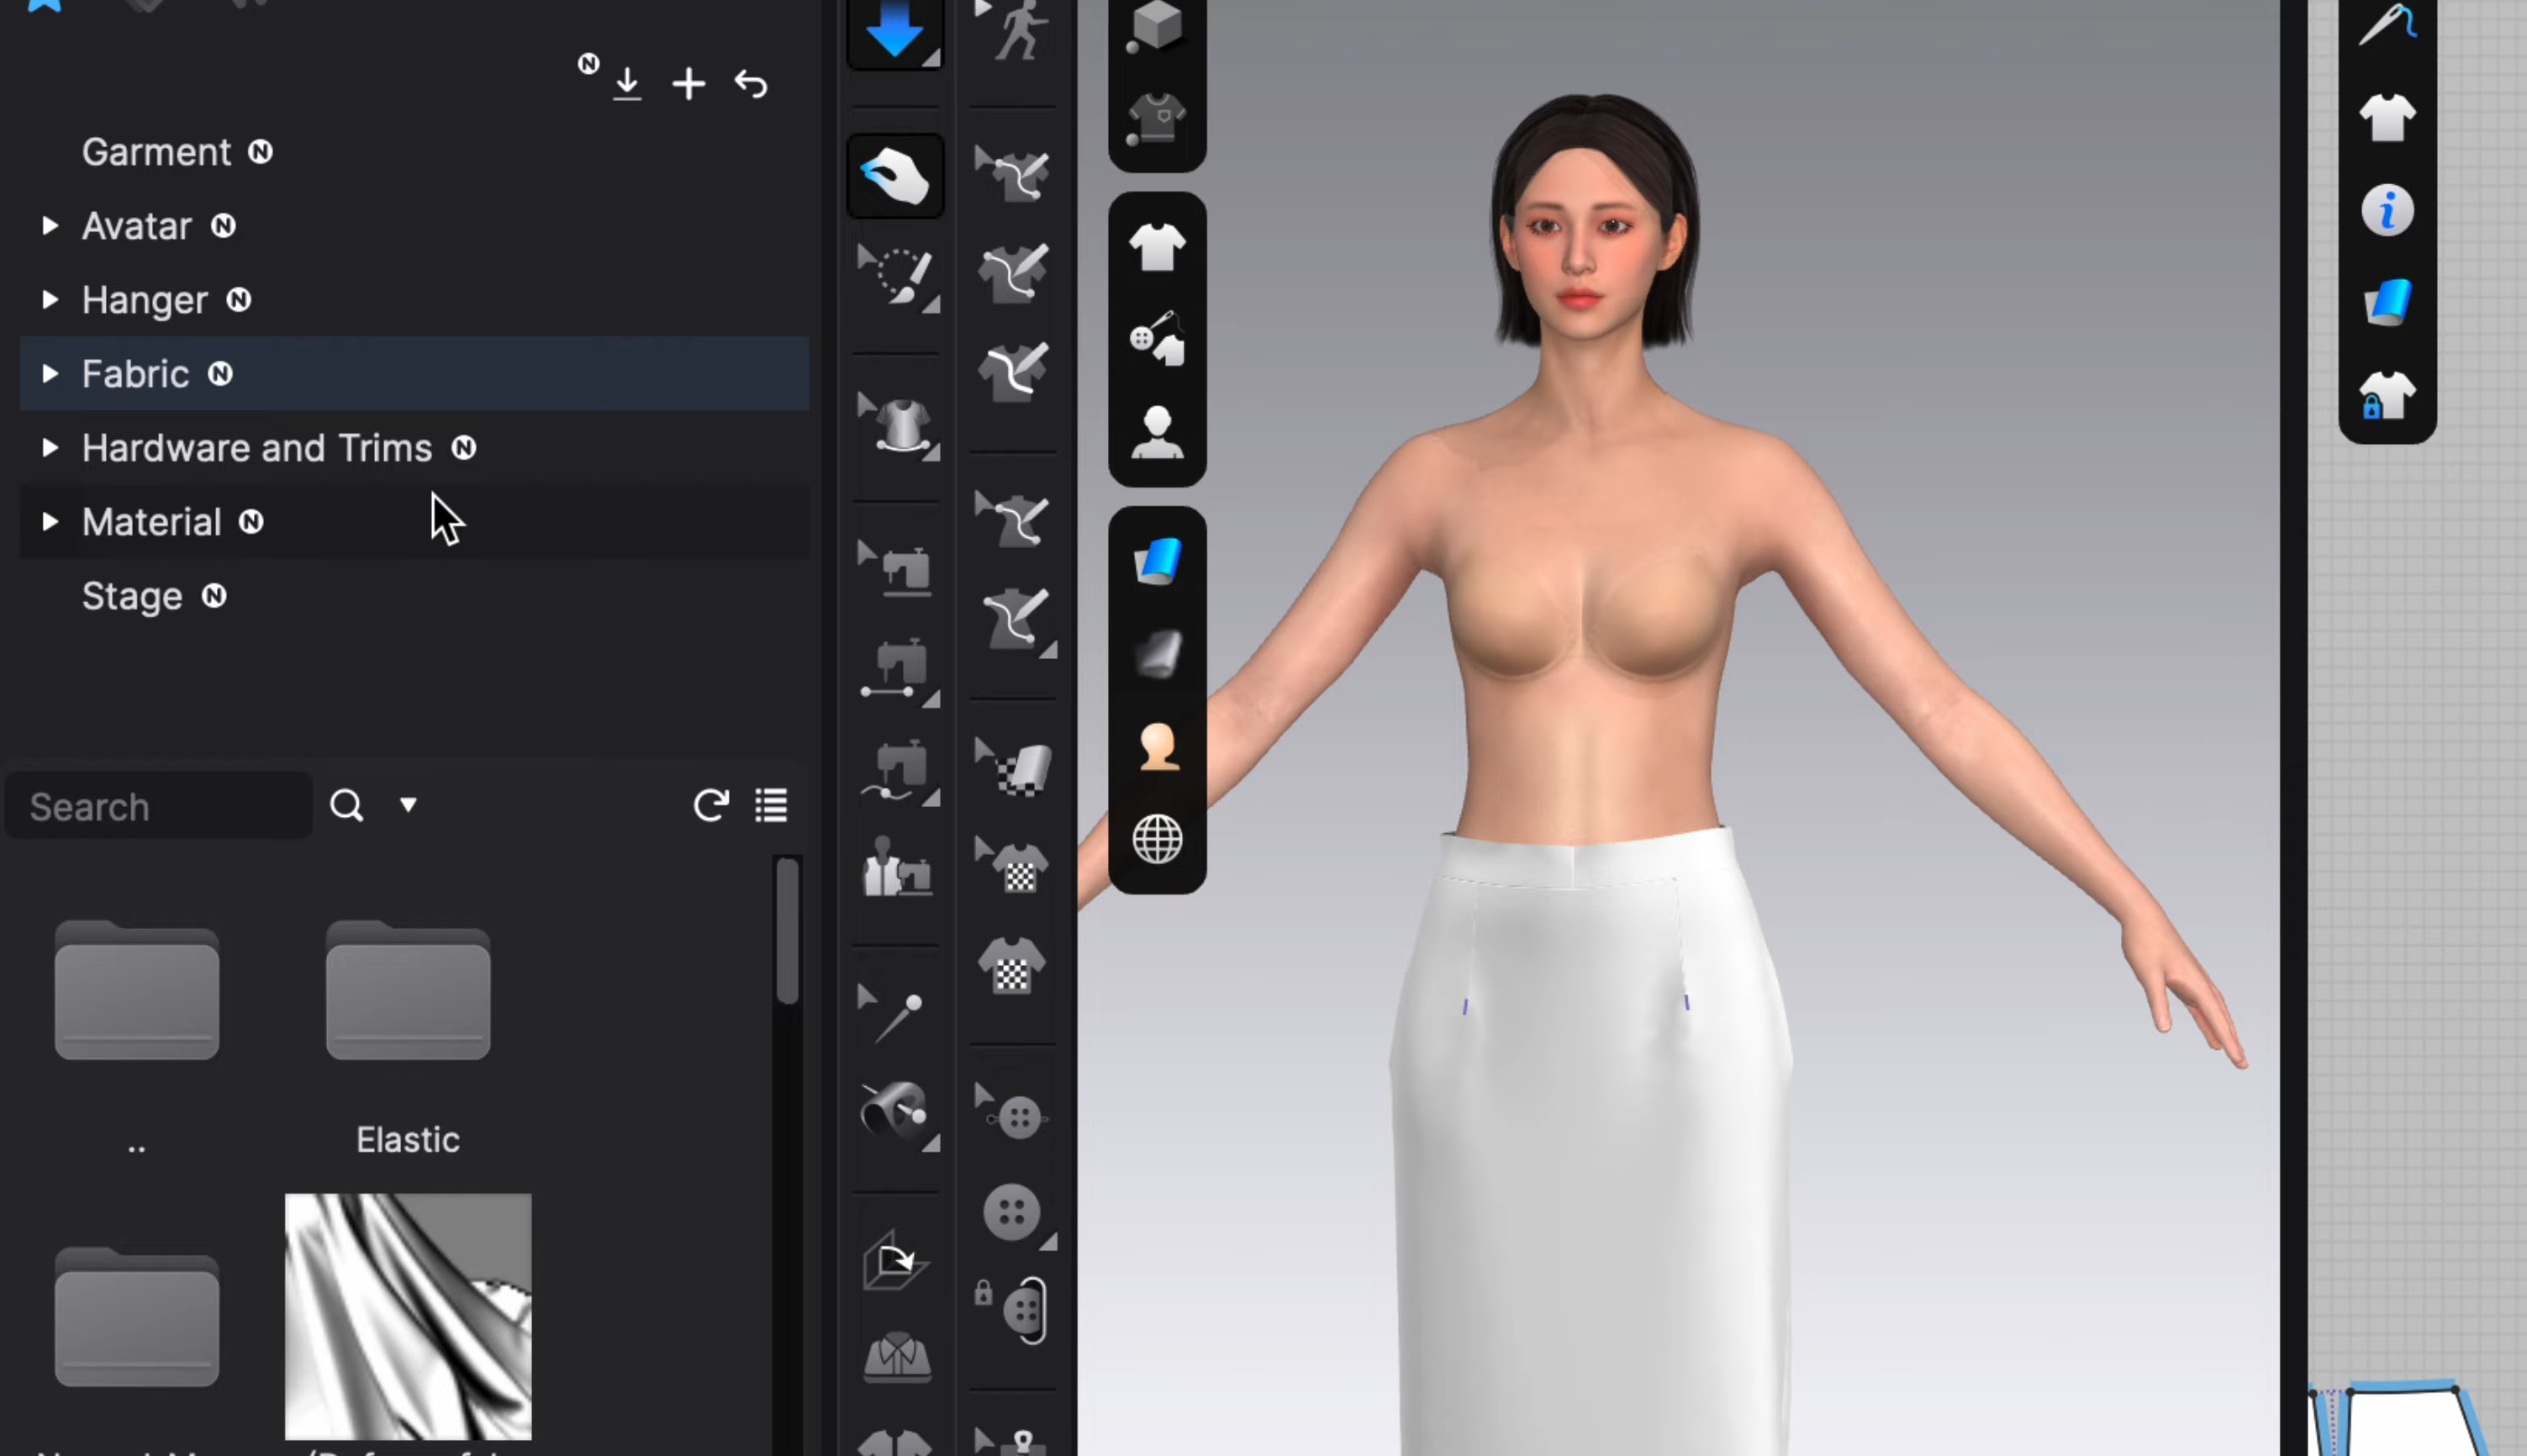 Garment N
Avatar N
Hanger N
Fabric N
Hardware and Trims N
Material N
Stage N
Search
..
Elastic